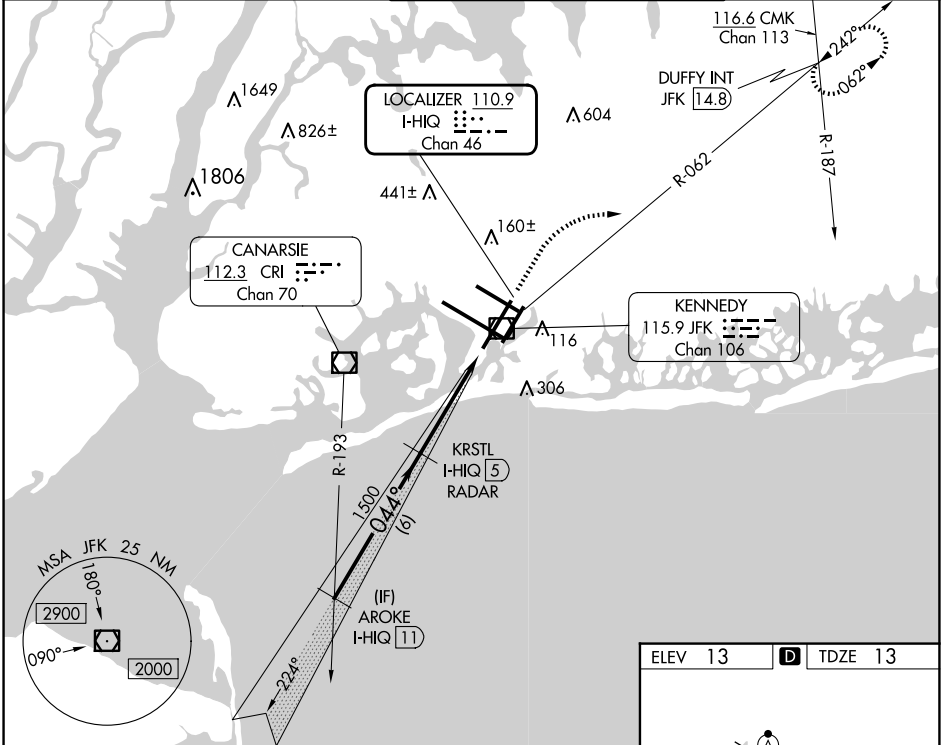 116.6 CMK
Chan 113
242°
062°
DUFFY INT
JFK 14.8
1649
LOCALIZER 110.9
I-HIQ
Chan 46
604
826±
R-187
R-062
1806
441±
160±
CANARSIE
112.3 CRI
Chan 70
KENNEDY
115.9 JFK
Chan 106
116
306
R-193
KRSTL
I-HIQ 5
RADAR
1500
044°
(6)
MSA JFK 25 NM
180°
2900
090°
2000
(IF)
AROKE
I-HIQ 11
224°
ELEV 13 D TDZE 13
A